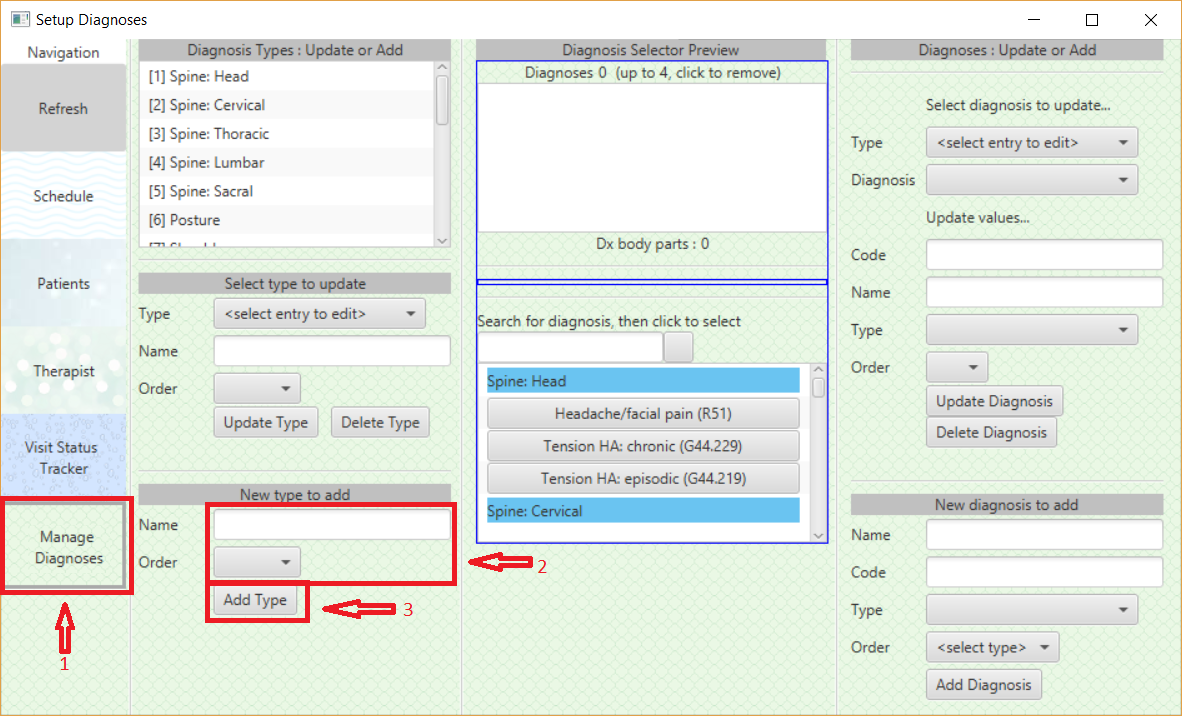 Setup Diagnoses
Navigation
Refresh
Schedule
Patients
Therapist
Visit Status
Tracker
Manage
Diagnoses
1
Diagnosis Types : Update or Add
[1] Spine: Head
[2] Spine: Cervical
[3] Spine: Thoracic
[4] Spine: Lumbar
[5] Spine: Sacral
[6] Posture
Select type to update
Type
<select entry to edit>
Name
Order
Update Type
Delete Type
New type to add
Name
Order
2
Add Type
3
Diagnosis Selector Preview
Diagnoses 0 (up to 4, click to remove)
Dx body parts : 0
Search for diagnosis, then click to select
Spine: Head
Headache/facial pain (R51)
Tension HA: chronic (G44.229)
Tension HA: episodic (G44.219)
Spine: Cervical
Diagnoses : Update or Add
Select diagnosis to update...
Type
<select entry to edit>
Diagnosis
Update values...
Code
Name
Type
Order
Update Diagnosis
Delete Diagnosis
New diagnosis to add
Name
Code
Type
Order
<select type>
Add Diagnosis